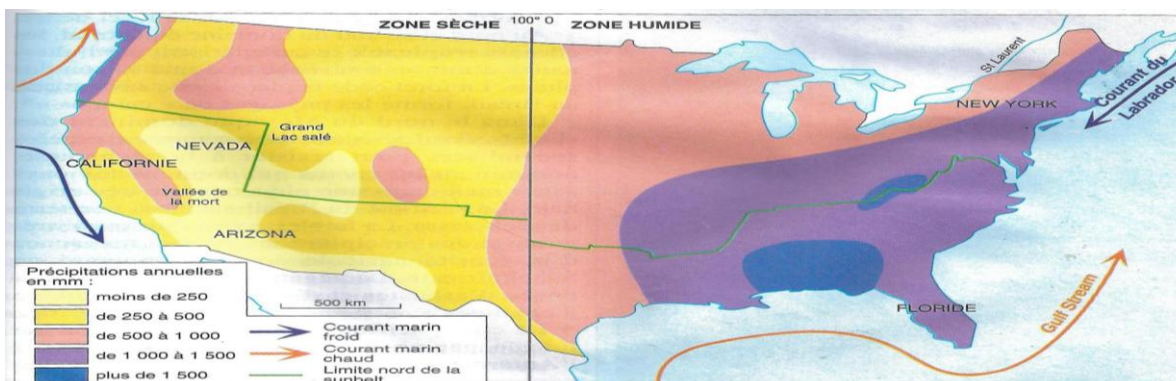 ZONE SÈCHE 100° O ZONE HUMIDE
St Laurent
Courant du
Labrador
NEW YORK
Grand
Lac salé
NEVADA
CALIFORNIE
Vallée de
la mort
ARIZONA
FLORIDE
Gulf Stream
Précipitations annuelles
en mm :
moins de 250
de 250 à 500
de 500 à 1 000
de 1 000 à 1 500
plus de 1 500
500 km
Courant marin
froid
Courant marin
chaud
Limite nord de la
sunbelt